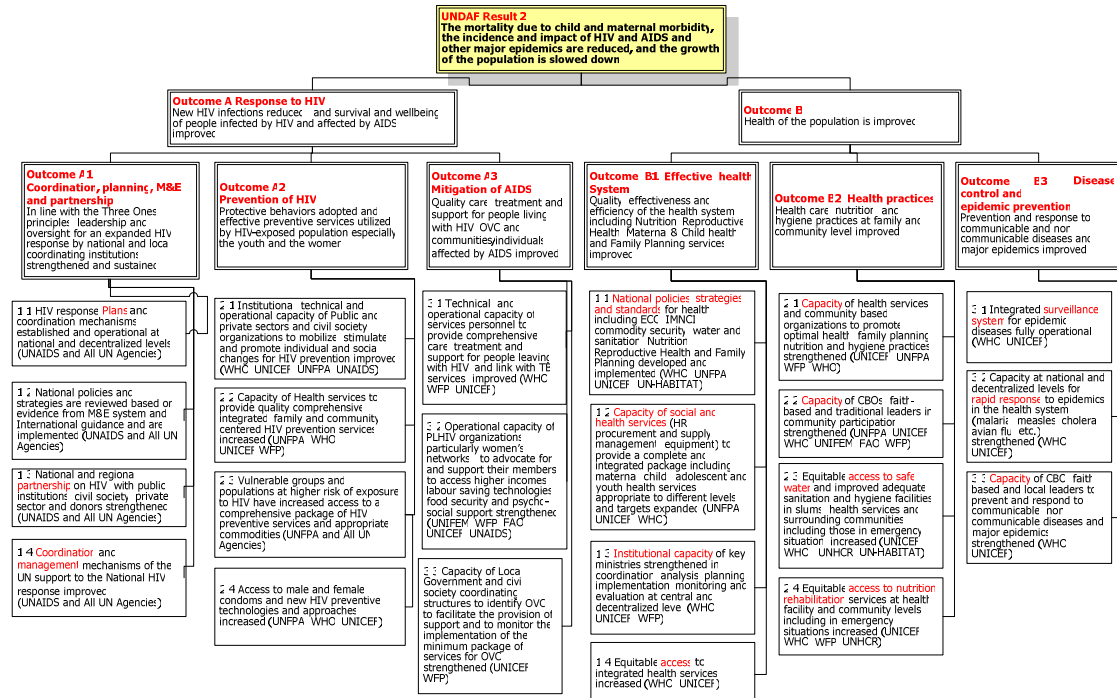 UNDAF Result 2
The mortality due to child and maternal morbidity,
the incidence and impact of HIV and AIDS and
other major epidemics are reduced, and the growth
of the population is slowed down
Outcome A Response to HIV
New HIV infections reduced and survival and wellbeing
of people infected by HIV and affected by AIDS
improved
Outcome B
Health of the population is improved
Outcome A1
Coordination, planning, M&E
and partnership
In line with the Three Ones
principles leadership and
oversight for an expanded HIV
response by national and loca
coordinating institutions
strengthened and sustained
Outcome A2
Prevention of HIV
Protective behaviors adopted and
effective preventive services utilized
by HIV-exposed population especially
the youth and the women
Outcome A3
Mitigation of AIDS
Quality care treatment and
support for people living
with HIV OVC and
communities/individuals
affected by AIDS improved
Outcome B1 Effective health
System
Quality effectiveness and
efficiency of the health system
including Nutrition Reproductive
Health Materna & Child health
and Family Planning services
improved
Outcome B2 Health practices
Health care nutrition and
hygiene practices at family and
community level improved
Outcome B3 Disease
control and
epidemic prevention
Prevention and response to
communicable and nor
communicable diseases and
major epidemics improved
1 1 HIV response Plans and
coordination mechanisms
established and operational at
national and decentralized levels
(UNAIDS and All UN Agencies)
1 2 National policies and
strategies are reviewed based or
evidence from M&E system and
International guidance and are
implemented (UNAIDS and All UN
Agencies)
1 3 National and regiona
partnership on HIV with public
institutions civil society private
sector and donors strengthened
(UNAIDS and All UN Agencies)
1 4 Coordination and
management mechanisms of the
UN support to the National HIV
response improved
(UNAIDS and All UN Agencies)
2 1 Institutiona technical and
operational capacity of Public and
private sectors and civil society
organizations to mobilize stimulate
and promote individual and socia
changes for HIV prevention improved
(WHO UNICEF UNFPA UNAIDS)
2 2 Capacity of Health services to
provide quality comprehensive
integrated family and community
centered HIV prevention services
increased (UNFPA WHO
UNICEF WFP)
2 3 Vulnerable groups and
populations at higher risk of exposure
to HIV have increased access to a
comprehensive package of HIV
preventive services and appropriate
commodities (UNFPA and All UN
Agencies)
2 4 Access to male and female
condoms and new HIV preventive
technologies and approaches
increased (UNFPA WHO UNICEF)
3 1 Technical and
operational capacity of
services personnel to
provide comprehensive
care treatment and
support for people leaving
with HIV and link with TB
services improved (WHO
WFP UNICEF)
3 2 Operational capacity of
PLHIV organizations
particularly women's
networks to advocate for
and support their members
to access higher incomes
labour saving technologies
food security and psycho-
social support strengthened
(UNIFEM WFP FAO
UNICEF UNAIDS)
3 3 Capacity of Loca
Government and civi
society coordinating
structures to identify OVC
to facilitate the provision of
support and to monitor the
implementation of the
minimum package of
services for OVC
strengthened (UNICEF
WFP)
1 1 National policies strategies
and standards for health
including ECC IMNCI
commodity security water and
sanitation Nutrition
Reproductive Health and Family
Planning developed and
implemented (WHO UNFPA
UNICEF UN-HABITAT)
1 2 Capacity of social and
health services (HR
procurement and supply
management equipment) to
provide a complete and
integrated package including
materna child adolescent and
youth health services
appropriate to different levels
and targets expanded (UNFPA
UNICEF WHO)
1 3 Institutional capacity of key
ministries strengthened in
coordination analysis planning
implementation monitoring and
evaluation at central and
decentralized leve (WHO
UNICEF WFP)
1 4 Equitable access to
integrated health services
increased (WHO UNICEF)
2 1 Capacity of health services
and community based
organizations to promote
optimal health family planning
nutrition and hygiene practices
strengthened (UNICEF UNFPA
WFP WHO)
2 2 Capacity of CBOs faith-
based and traditional leaders in
community participation
strengthened (UNFPA UNICEF
WHO UNIFEM FAO WFP)
2 3 Equitable access to safe
water and improved adequate
sanitation and hygiene facilities
in slums health services and
surrounding communities
including those in emergency
situation increased (UNICEF
WHO UNHCR UN-HABITAT)
2 4 Equitable access to nutrition
rehabilitation services at health
facility and community levels
including in emergency
situations increased (UNICEF
WHO WFP UNHCR)
3 1 Integrated surveillance
system for epidemic
diseases fully operational
(WHO UNICEF)
3 2 Capacity at national and
decentralized levels for
rapid response to epidemics
in the health system
(malaria measles cholera
avian flu etc.)
strengthened (WHO
UNICEF)
3 3 Capacity of CBC faith
based and local leaders to
prevent and respond to
communicable nor
communicable diseases and
major epidemics
strengthened (WHO
UNICEF)